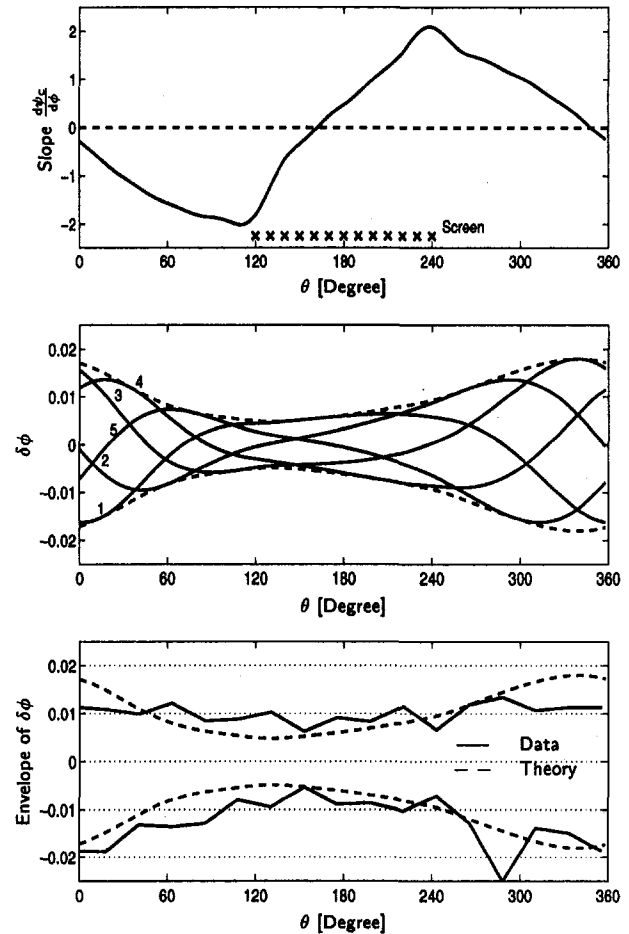 2
1
0
-1
-2
Slope dψc/dϕ
Screen
0 60 120 180 240 300 360
θ [Degree]
0.02
0.01
0
-0.01
-0.02
δϕ
4
3
5
2
1
0 60 120 180 240 300 360
θ [Degree]
0.02
0.01
0
-0.01
-0.02
Envelope of δϕ
Data
Theory
0 60 120 180 240 300 360
θ [Degree]